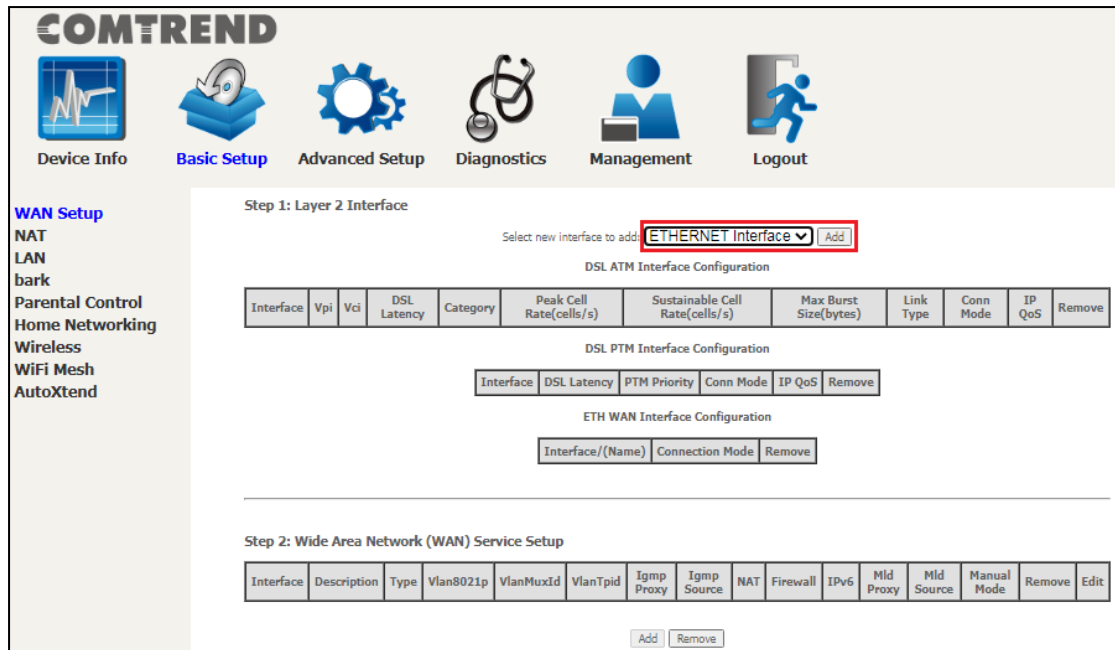 COMTREND
Device Info Basic Setup Advanced Setup Diagnostics Management Logout
WAN Setup
NAT
LAN
bark
Parental Control
Home Networking
Wireless
WiFi Mesh
AutoXtend
Step 1: Layer 2 Interface
Select new interface to add: ETHERNET Interface Add
DSL ATM Interface Configuration
Interface Vpi Vci DSL Latency Category Peak Cell Rate(cells/s) Sustainable Cell Rate(cells/s) Max Burst Size(bytes) Link Type Conn Mode IP QoS Remove
DSL PTM Interface Configuration
Interface DSL Latency PTM Priority Conn Mode IP QoS Remove
ETH WAN Interface Configuration
Interface/(Name) Connection Mode Remove
Step 2: Wide Area Network (WAN) Service Setup
Interface Description Type Vlan8021p VlanMuxId VlanTpid Igmp Proxy Igmp Source NAT Firewall IPv6 Mld Proxy Mld Source Manual Mode Remove Edit
Add Remove